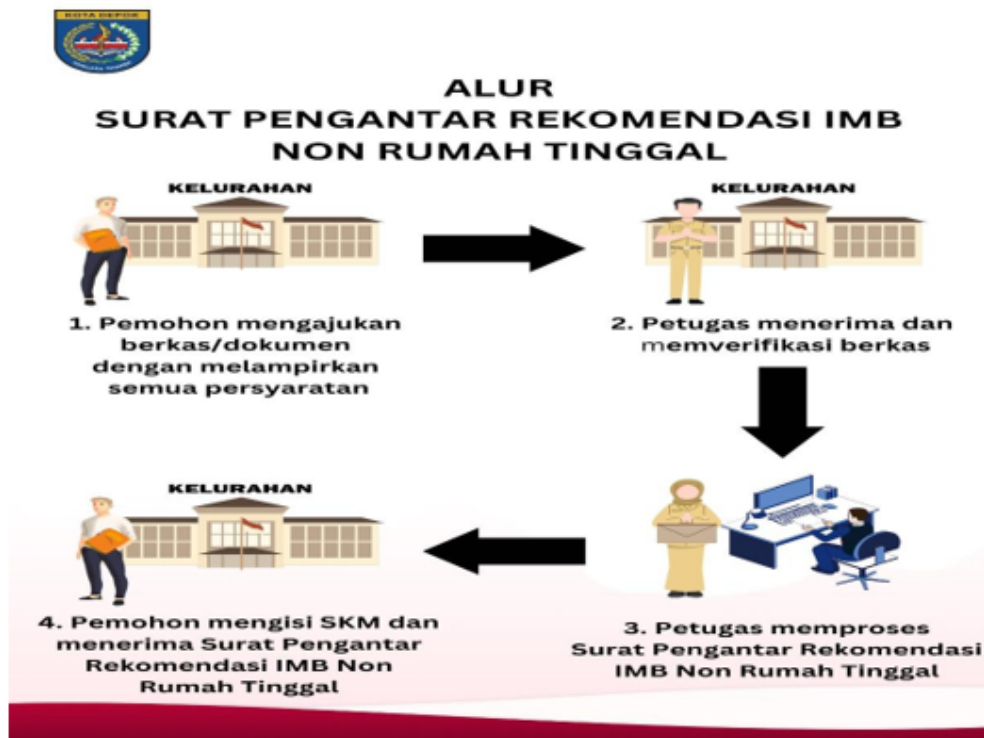 KOTA DEPOK
ALUR
SURAT PENGANTAR REKOMENDASI IMB
NON RUMAH TINGGAL
KELURAHAN
1. Pemohon mengajukan
berkas/dokumen
dengan melampirkan
semua persyaratan
KELURAHAN
2. Petugas menerima dan
memverifikasi berkas
3. Petugas memproses
Surat Pengantar Rekomendasi
IMB Non Rumah Tinggal
KELURAHAN
4. Pemohon mengisi SKM dan
menerima Surat Pengantar
Rekomendasi IMB Non
Rumah Tinggal